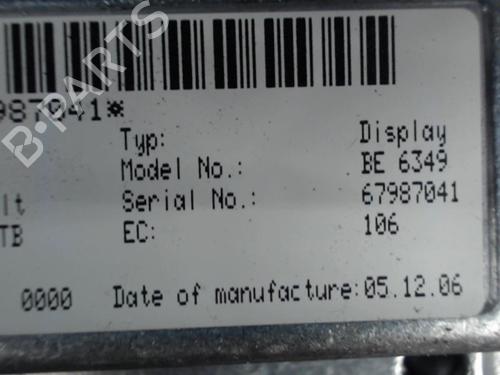 987041*
Typ: Display
Model No.: BE 6349
lt Serial No.: 67987041
TB EC: 106
0000 Date of manufacture: 05.12.06
B-PARTS